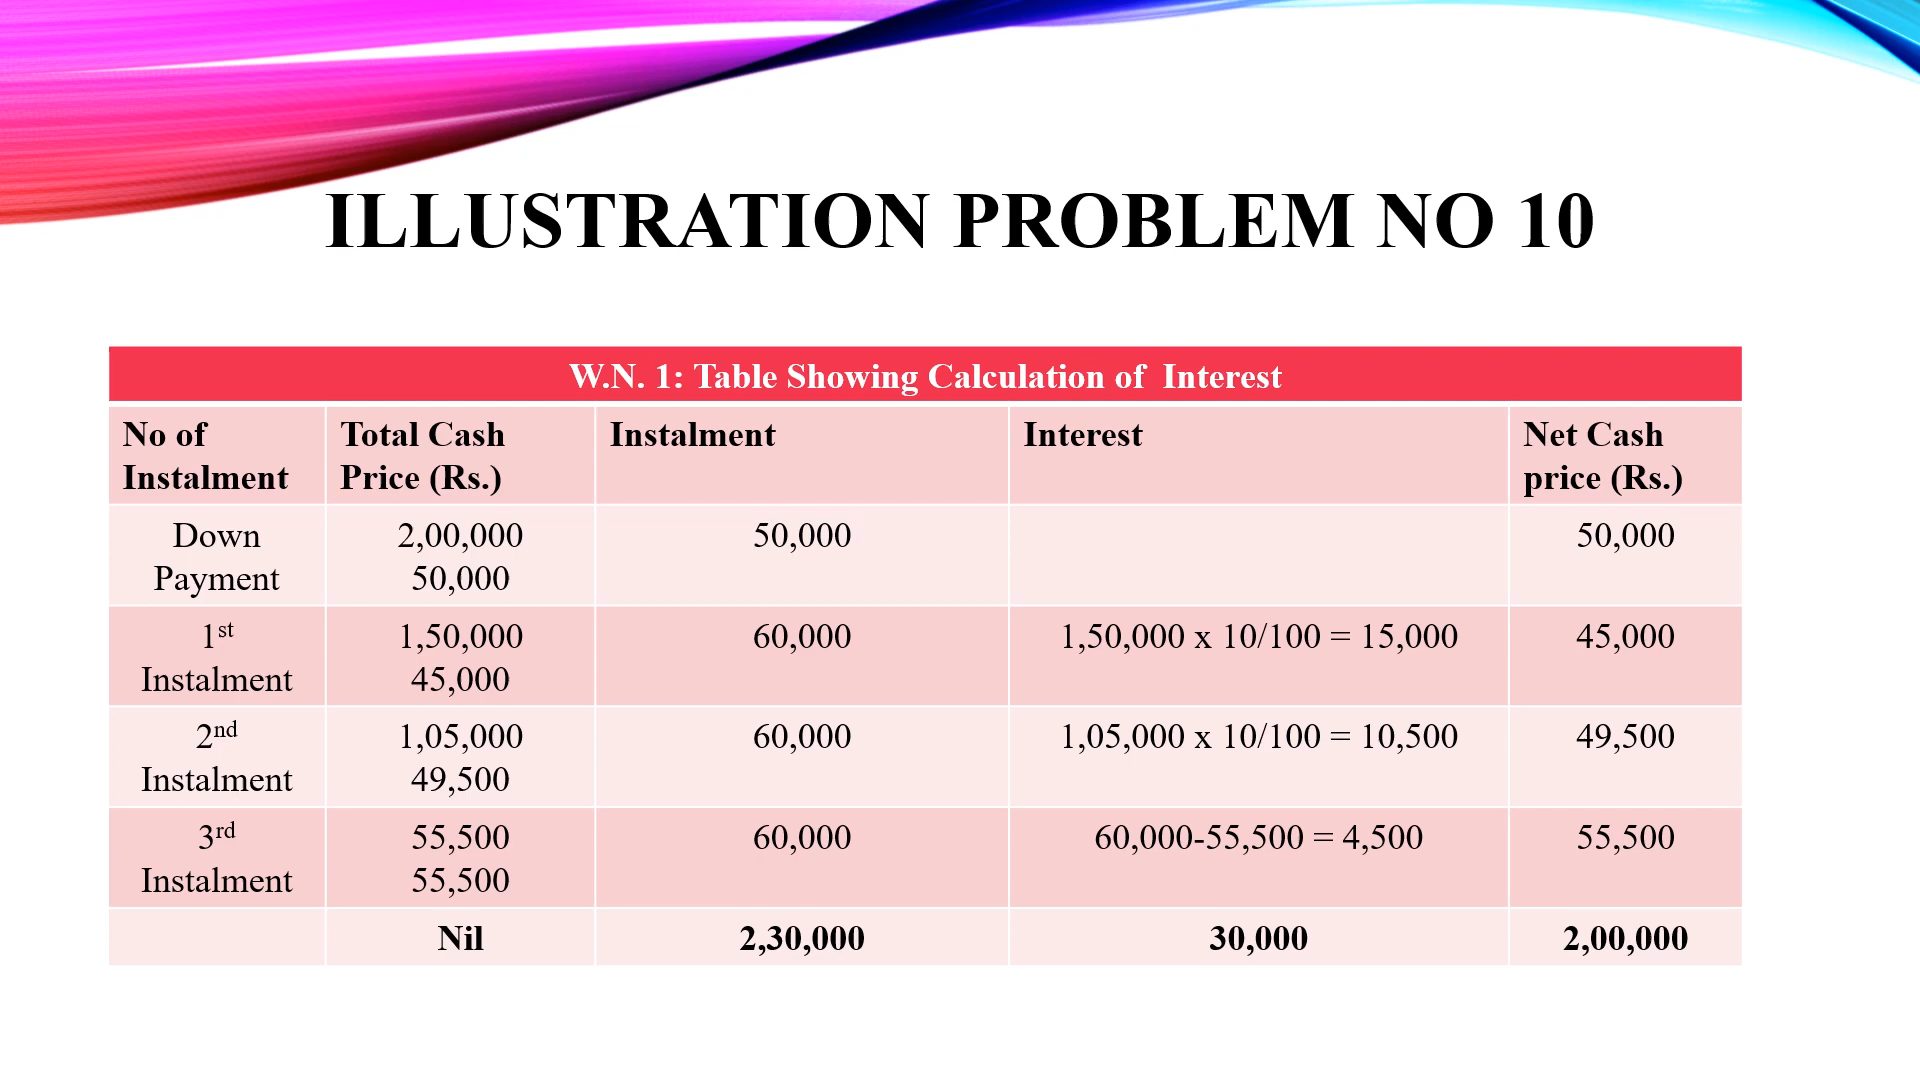 ILLUSTRATION PROBLEM NO 10
W.N. 1: Table Showing Calculation of  Interest
No of Instalment | Total Cash Price (Rs.) | Instalment | Interest | Net Cash price (Rs.)
Down Payment | 2,00,000 50,000 | 50,000 | | 50,000
1st Instalment | 1,50,000 45,000 | 60,000 | 1,50,000 x 10/100 = 15,000 | 45,000
2nd Instalment | 1,05,000 49,500 | 60,000 | 1,05,000 x 10/100 = 10,500 | 49,500
3rd Instalment | 55,500 55,500 | 60,000 | 60,000-55,500 = 4,500 | 55,500
| Nil | 2,30,000 | 30,000 | 2,00,000